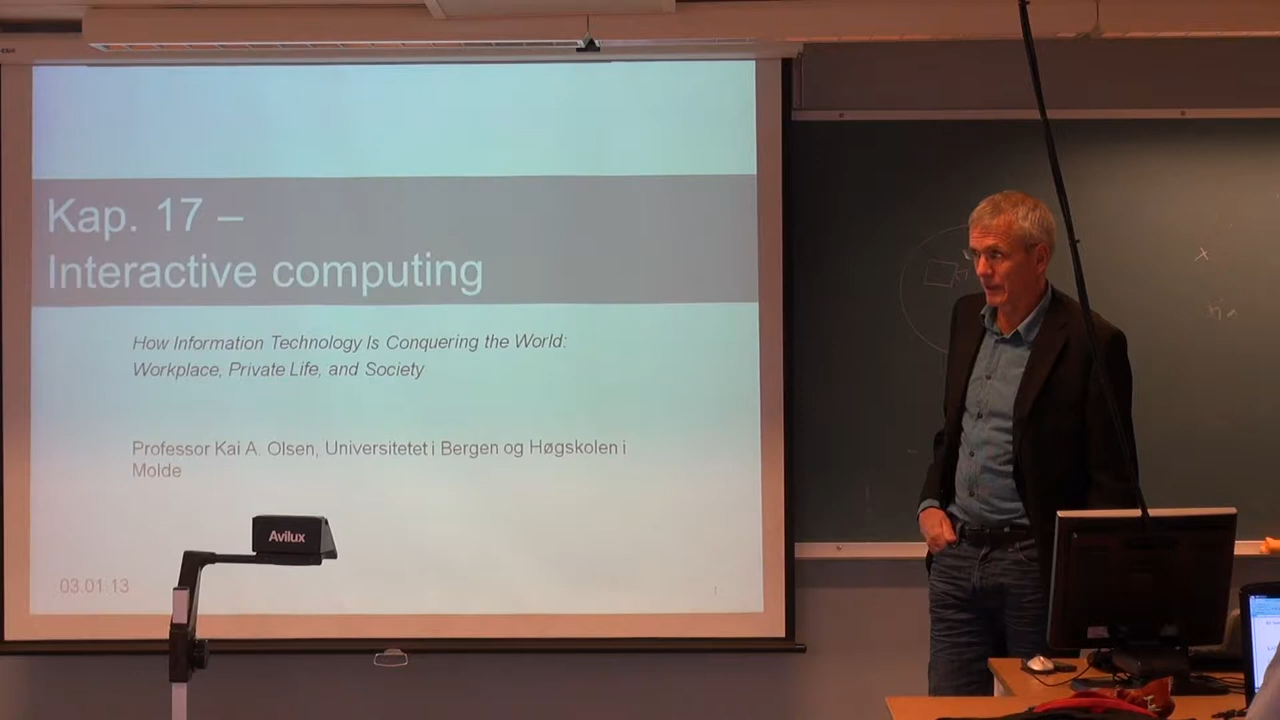 Kap. 17 –
Interactive computing
How Information Technology Is Conquering the World:
Workplace, Private Life, and Society
Professor Kai A. Olsen, Universitetet i Bergen og Høgskolen i
Molde
Avilux
03.01.13
1
x